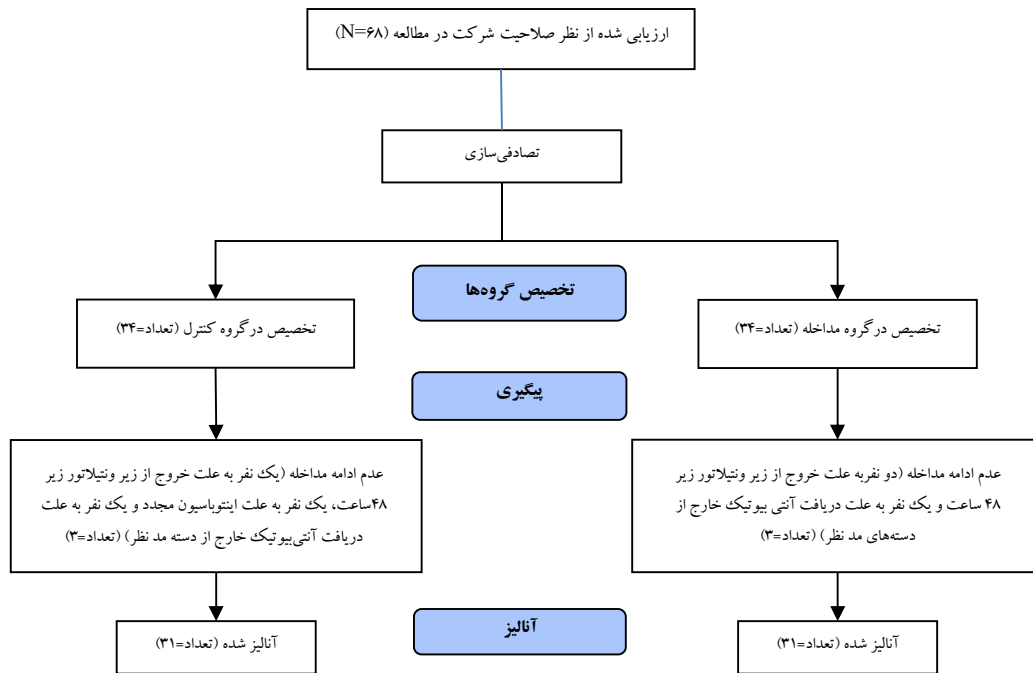 ارزیابی شده از نظر صلاحیت شرکت در مطالعه (N=۶۸)
تصادفی‌سازی
تخصیص گروه‌ها
تخصیص درگروه مداخله (تعداد=۳۴)
تخصیص درگروه کنترل (تعداد=۳۴)
پیگیری
عدم ادامه مداخله (دو نفربه علت خروج از زیر ونتیلاتور زیر
۴۸ ساعت و یک نفر به علت دریافت آنتی بیوتیک خارج از
دسته‌های مد نظر) (تعداد=۳)
عدم ادامه مداخله (یک نفر به علت خروج از زیر ونتیلاتور زیر
۴۸ساعت، یک نفر به علت اینتوباسیون مجدد و یک نفر به علت
دریافت آنتی‌بیوتیک خارج از دسته مد نظر) (تعداد=۳)
آنالیز
آنالیز شده (تعداد=۳۱)
آنالیز شده (تعداد=۳۱)